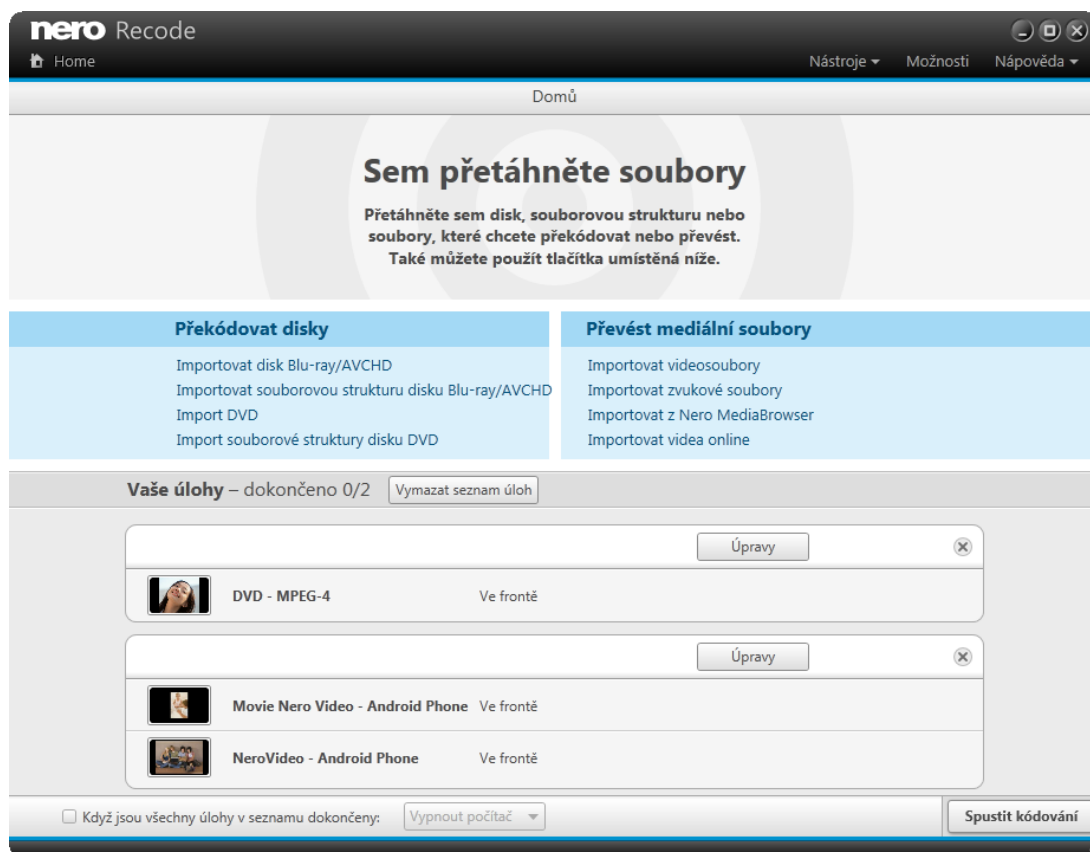 nero Recode
Home
Nástroje
Možnosti
Nápověda
Domů
Sem přetáhněte soubory
Přetáhněte sem disk, souborovou strukturu nebo
soubory, které chcete překódovat nebo převést.
Také můžete použít tlačítka umístěná níže.
Překódovat disky
Importovat disk Blu-ray/AVCHD
Importovat souborovou strukturu disku Blu-ray/AVCHD
Import DVD
Import souborové struktury disku DVD
Převést mediální soubory
Importovat videosoubory
Importovat zvukové soubory
Importovat z Nero MediaBrowser
Importovat videa online
Vaše úlohy – dokončeno 0/2
Vymazat seznam úloh
Úpravy
DVD - MPEG-4
Ve frontě
Úpravy
Movie Nero Video - Android Phone
Ve frontě
NeroVideo - Android Phone
Ve frontě
Když jsou všechny úlohy v seznamu dokončeny:
Vypnout počítač
Spustit kódování